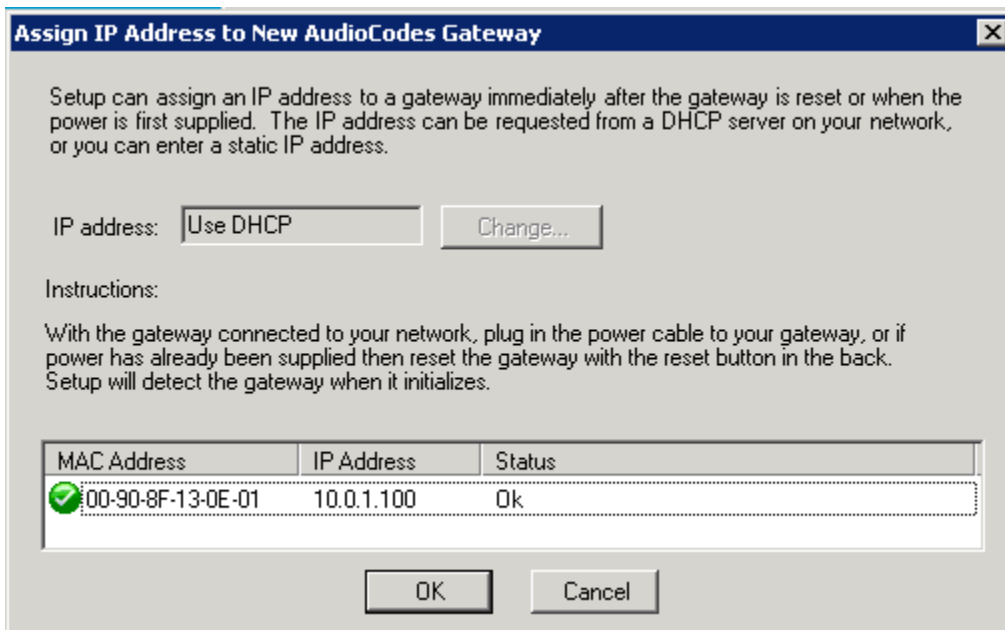 Assign IP Address to New AudioCodes Gateway
Setup can assign an IP address to a gateway immediately after the gateway is reset or when the
power is first supplied. The IP address can be requested from a DHCP server on your network,
or you can enter a static IP address.
IP address: Use DHCP Change...
Instructions:
With the gateway connected to your network, plug in the power cable to your gateway, or if
power has already been supplied then reset the gateway with the reset button in the back.
Setup will detect the gateway when it initializes.
MAC Address IP Address Status
00-90-8F-13-0E-01 10.0.1.100 Ok
OK Cancel